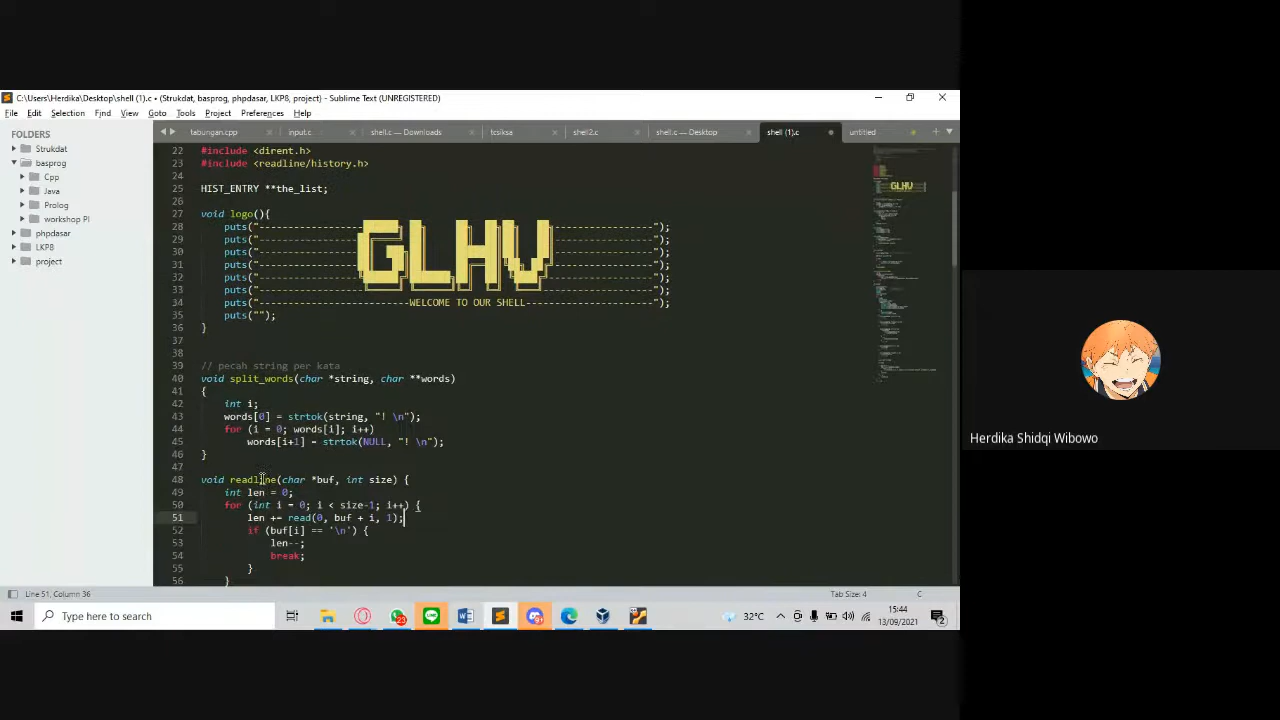 C:\Users\Herdika\Desktop\shell (1).c • (Strukdat, basprog, phpdasar, LKP8, project) - Sublime Text (UNREGISTERED)
File Edit Selection Find View Goto Tools Project Preferences Help
FOLDERS
Strukdat
basprog
Cpp
Java
Prolog
workshop PI
phpdasar
LKP8
project
tabungan.cpp input.c shell.c — Downloads tcsiksa shell2.c shell.c — Desktop shell (1).c untitled
22 #include <dirent.h>
23 #include <readline/history.h>
24
25 HIST_ENTRY **the_list;
26
27 void logo(){
28 puts("
29 puts("
30 puts("
31 puts("
32 puts("
33 puts("
GLHV
34 puts("--------------------------WELCOME TO OUR SHELL----------------------");
35 puts("");
36 }
37
38
39 // pecah string per kata
40 void split_words(char *string, char **words)
41 {
42 int i;
43 words[0] = strtok(string, "! \n");
44 for (i = 0; words[i]; i++)
45 words[i+1] = strtok(NULL, "! \n");
46 }
47
48 void readline(char *buf, int size) {
49 int len = 0;
50 for (int i = 0; i < size-1; i++) {
51 len += read(0, buf + i, 1);
52 if (buf[i] == '\n') {
53 len--;
54 break;
55 }
56 }
Line 51, Column 36 Tab Size: 4 C
Type here to search
23
9+
32°C
15:44
13/09/2021
2
Herdika Shidqi Wibowo